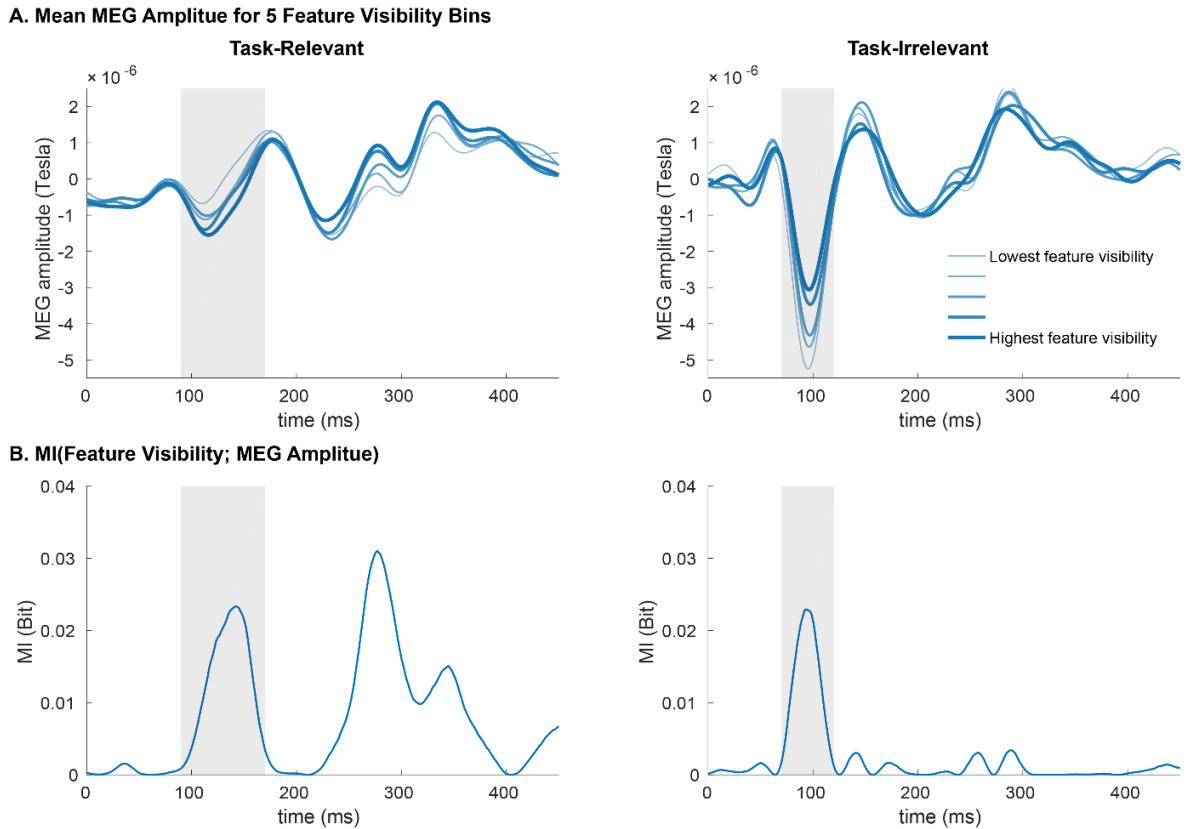 A. Mean MEG Amplitue for 5 Feature Visibility Bins
Task-Relevant
Task-Irrelevant
× 10 -6
2
1
0
-1
-2
-3
-4
-5
MEG amplitude (Tesla)
0 100 200 300 400
time (ms)
× 10 -6
2
1
0
-1
-2
-3
-4
-5
MEG amplitude (Tesla)
Lowest feature visibility
Highest feature visibility
0 100 200 300 400
time (ms)
B. MI(Feature Visibility; MEG Amplitue)
0.04
0.03
0.02
0.01
0
MI (Bit)
0 100 200 300 400
time (ms)
0.04
0.03
0.02
0.01
0
MI (Bit)
0 100 200 300 400
time (ms)